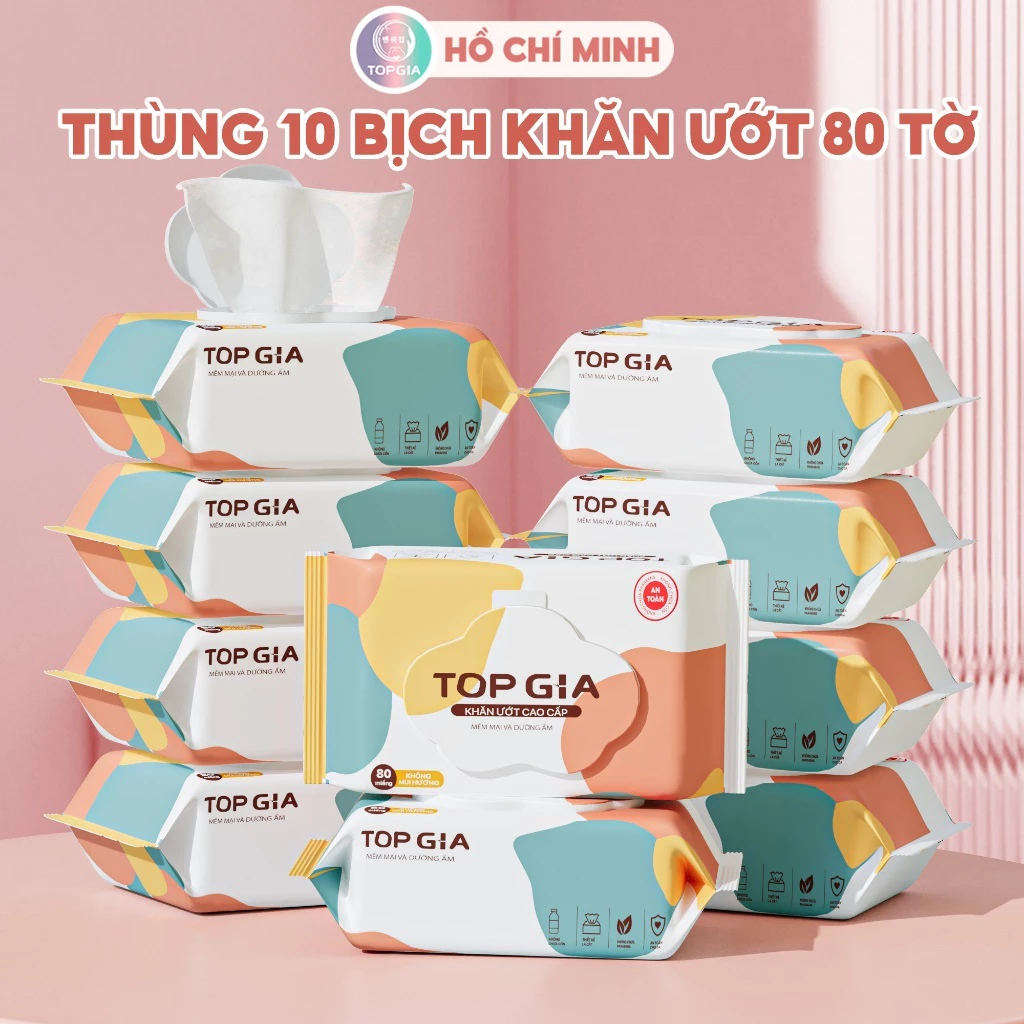 TOPGIA
HỒ CHÍ MINH
THÙNG 10 BỊCH KHĂN ƯỚT 80 TỜ
TOP GIA
MỀM MẠI VÀ DƯỠNG ẨM
TOP GIA
MỀM MẠI VÀ DƯỠNG ẨM
TOP GIA
MỀM MẠI VÀ DƯỠNG ẨM
TOP GIA
MỀM MẠI VÀ DƯỠNG ẨM
AN TOÀN
TOP GIA
KHĂN ƯỚT CAO CẤP
MỀM MẠI VÀ DƯỠNG ẨM
80 miếng
KHÔNG MÙI HƯƠNG
TOP GIA
MỀM MẠI VÀ DƯỠNG ẨM
TOP GIA
MỀM MẠI VÀ DƯỠNG ẨM
TOP GIA
MỀM MẠI VÀ DƯỠNG ẨM